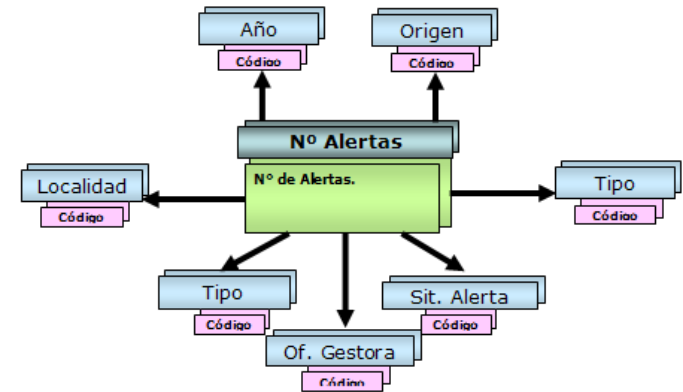 Año
Código
Origen
Código
Nº Alertas
Nº de Alertas.
Localidad
Código
Tipo
Código
Tipo
Código
Sit. Alerta
Código
Of. Gestora
Código